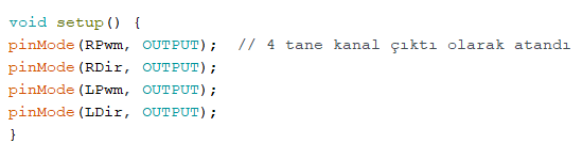 void setup() {
pinMode(RPwm, OUTPUT);  // 4 tane kanal çıktı olarak atandı
pinMode(RDir, OUTPUT);
pinMode(LPwm, OUTPUT);
pinMode(LDir, OUTPUT);
}